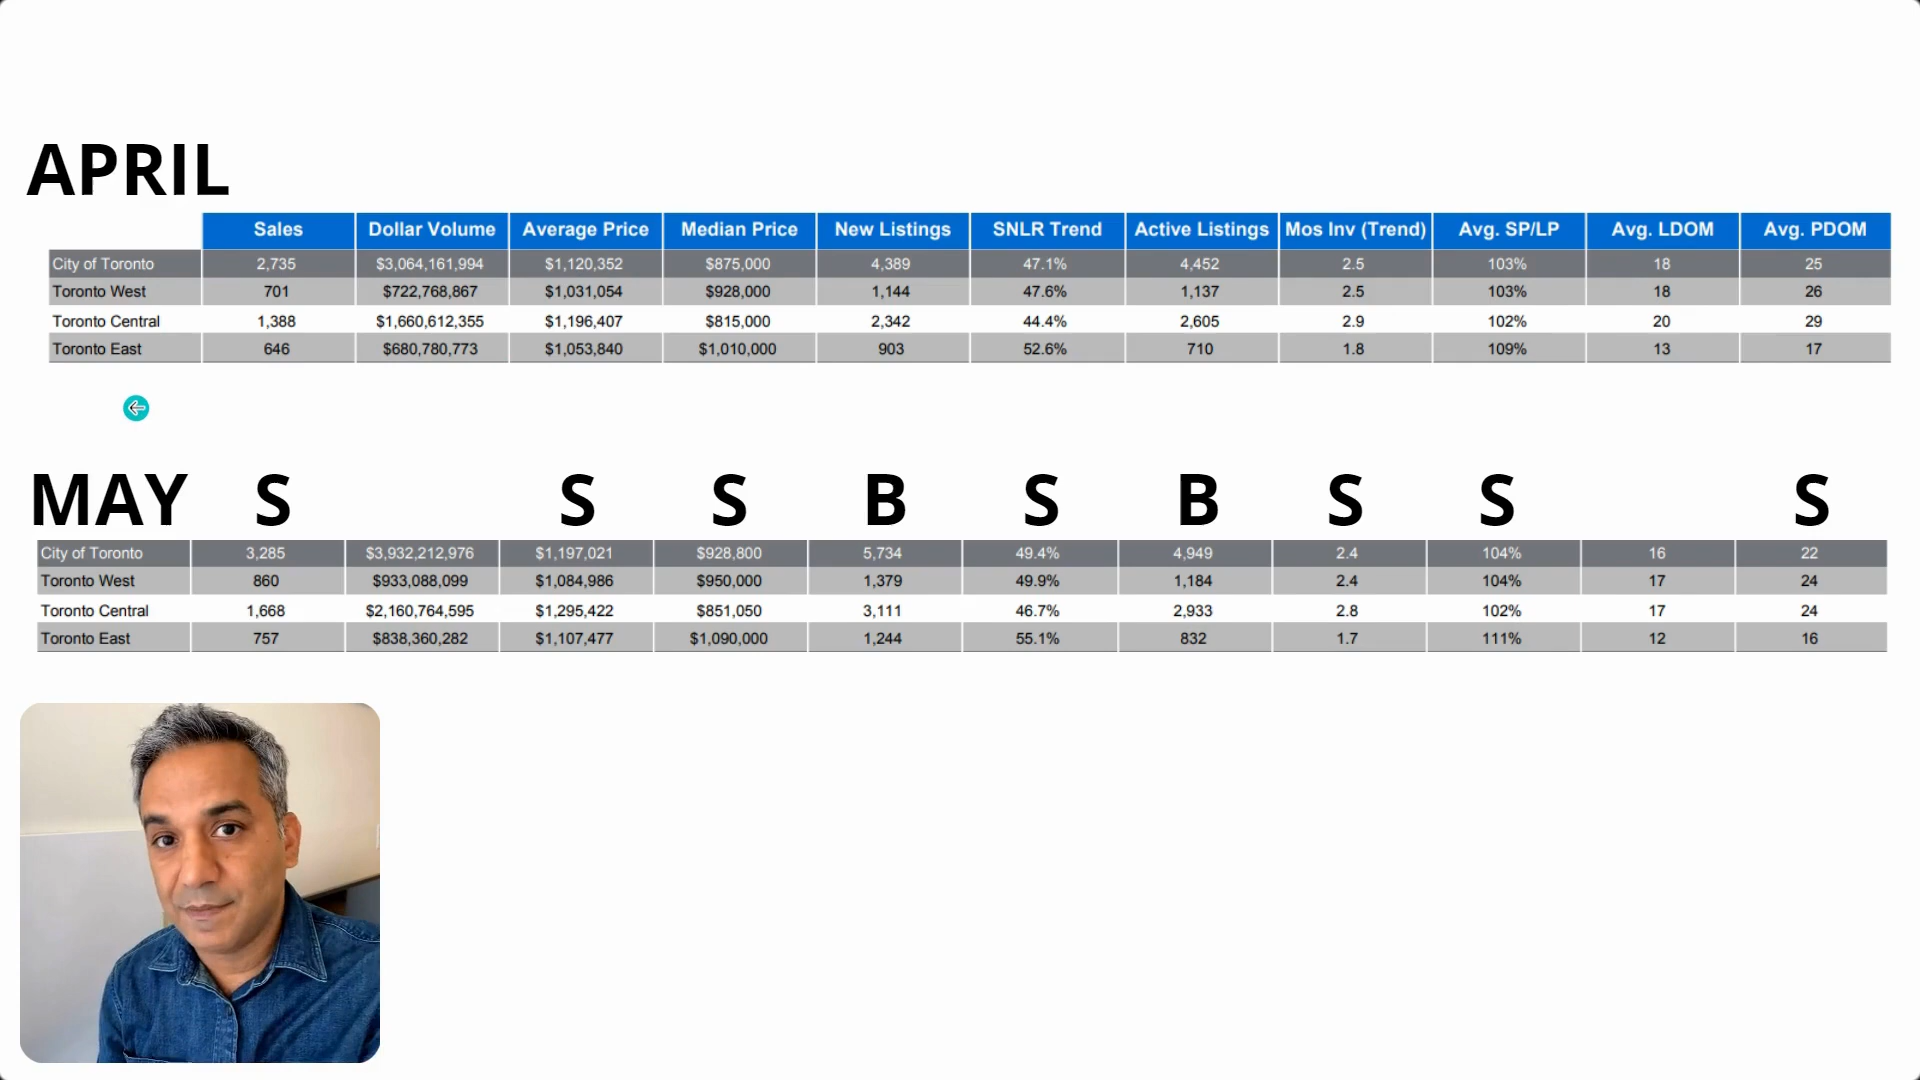 APRIL
Sales Dollar Volume Average Price Median Price New Listings SNLR Trend Active Listings Mos Inv (Trend) Avg. SP/LP Avg. LDOM Avg. PDOM
City of Toronto 2,735 $3,064,161,994 $1,120,352 $875,000 4,389 47.1% 4,452 2.5 103% 18 25
Toronto West 701 $722,768,867 $1,031,054 $928,000 1,144 47.6% 1,137 2.5 103% 18 26
Toronto Central 1,388 $1,660,612,355 $1,196,407 $815,000 2,342 44.4% 2,605 2.9 102% 20 29
Toronto East 646 $680,780,773 $1,053,840 $1,010,000 903 52.6% 710 1.8 109% 13 17
MAY S S S B S B S S S
City of Toronto 3,285 $3,932,212,976 $1,197,021 $928,800 5,734 49.4% 4,949 2.4 104% 16 22
Toronto West 860 $933,088,099 $1,084,986 $950,000 1,379 49.9% 1,184 2.4 104% 17 24
Toronto Central 1,668 $2,160,764,595 $1,295,422 $851,050 3,111 46.7% 2,933 2.8 102% 17 24
Toronto East 757 $838,360,282 $1,107,477 $1,090,000 1,244 55.1% 832 1.7 111% 12 16